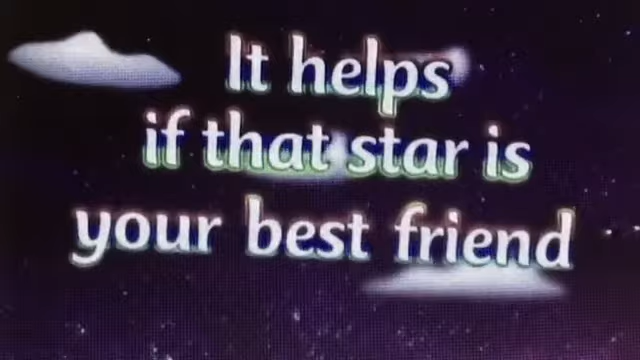 It helps
if that star is
your best friend